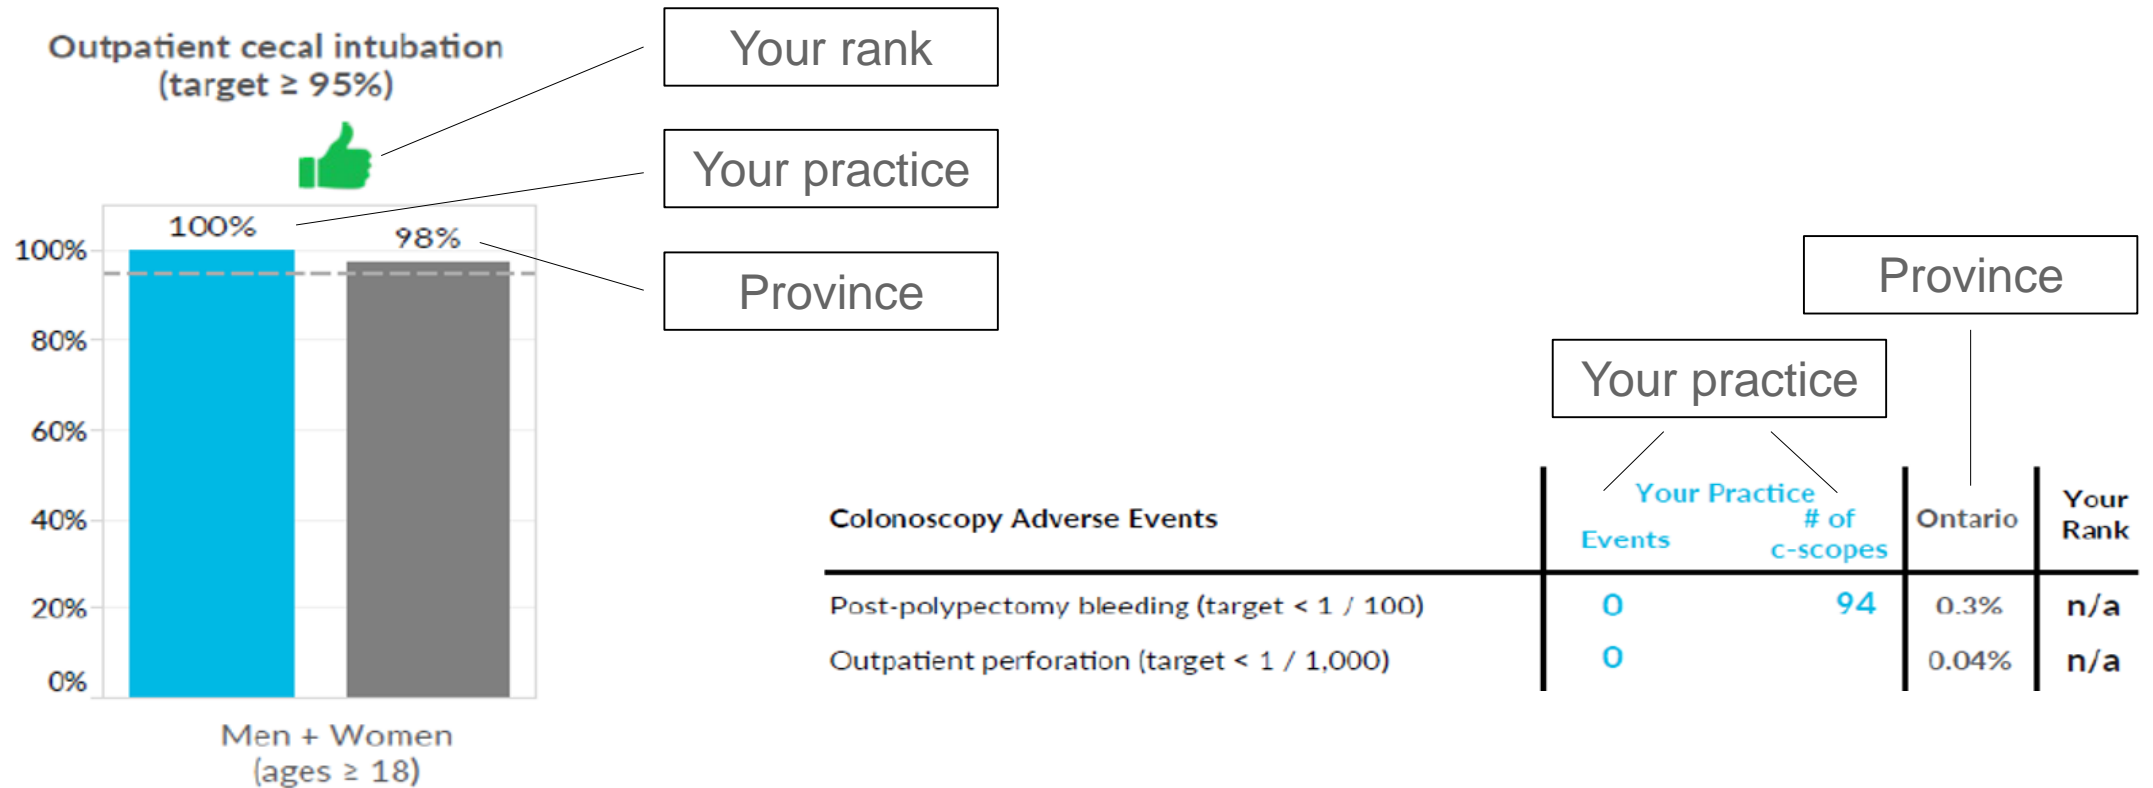 Outpatient cecal intubation
(target ≥ 95%)
Your rank
Your practice
Province
100%
98%
100%
80%
60%
40%
20%
0%
Men + Women
(ages ≥ 18)
Province
Your practice
Colonoscopy Adverse Events
Your Practice
Events
# of
c-scopes
Ontario
Your
Rank
Post-polypectomy bleeding (target < 1 / 100) 0 94 0.3% n/a
Outpatient perforation (target < 1 / 1,000) 0 0.04% n/a